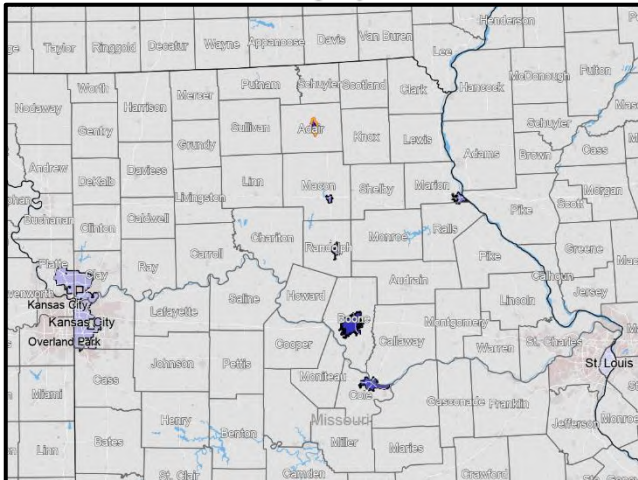 Henderson
Taylor Ringgold Decatur Wayne Appanoose Davis Van Buren
Lee
Worth Putnam Schuyler Scotland Clark Hancock McDonough Fulton
Nodaway Harrison Mercer
Gentry Sullivan Adair Knox Lewis Adams Schuyler
Grundy Brown Cass
Andrew DeKalb Daviess Linn Macon Shelby Marion Morgan
Livingston Scott
Buchanan Clinton Caldwell Chariton Monroe Ralls Pike
Carroll Randolph Pike Greene
Platte Clay Ray Audrain Calhoun
Saline Howard Boone Lincoln Jersey
Kansas City
Kansas City Lafayette Callaway Montgomery
Overland Park Cooper Warren St. Charles
Johnson Pettis Moniteau St. Louis
Cass Cole
Miami Gasconade Franklin
Henry Missouri Jefferson Monroe
Benton Miller Maries
Linn Bates
St. Clair Camden Crawford